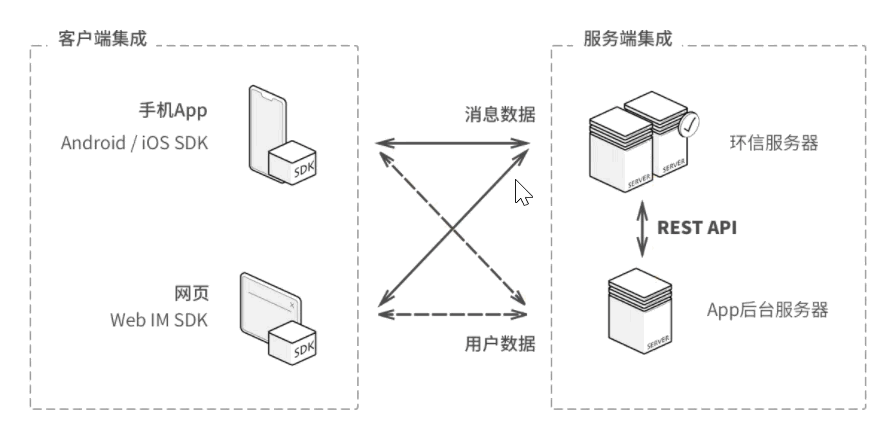 客户端集成
服务端集成
手机App
Android / iOS SDK
SDK
消息数据
SERVER
SERVER
环信服务器
REST API
网页
Web IM SDK
SDK
用户数据
SERVER
App后台服务器